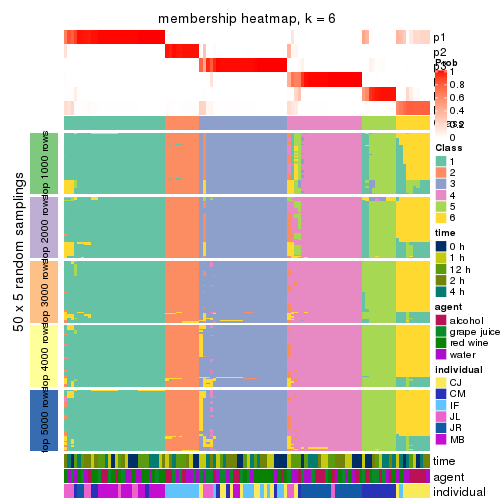 membership heatmap, k = 6
p1
p2
p3
Prob
1
0.8
0.6
0.4
0.2
0
Class
1
2
3
4
5
6
time
0 h
1 h
12 h
2 h
4 h
agent
alcohol
grape juice
red wine
water
individual
CJ
CM
IF
JL
JR
MB
50 x 5 random samplings
top 1000 rows
top 2000 rows
top 3000 rows
top 4000 rows
top 5000 rows
time
agent
individual